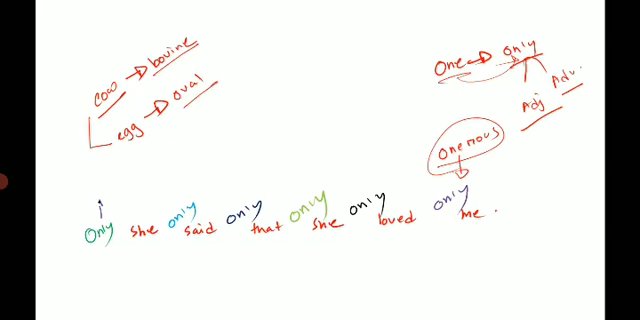 cow → bovine
egg → oval
One → only
Adj Adv.
onerous
Only she only said only that only she only loved only me.